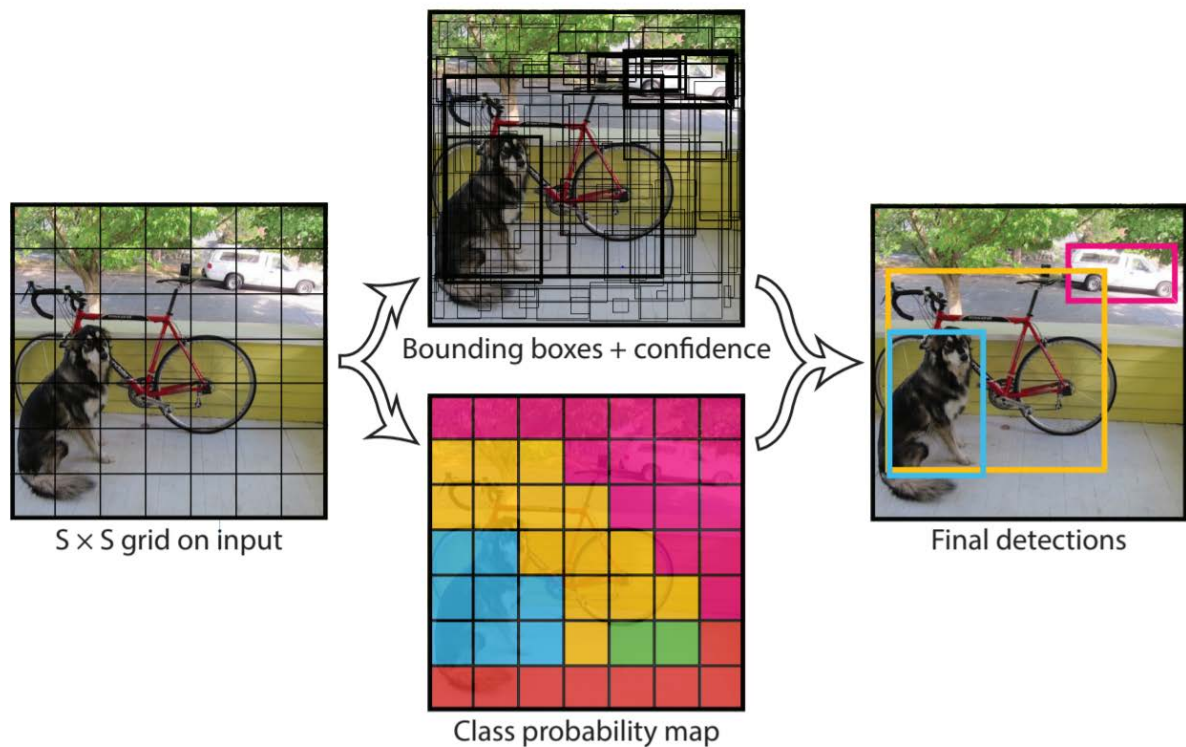 Bounding boxes + confidence
S × S grid on input
Final detections
Class probability map